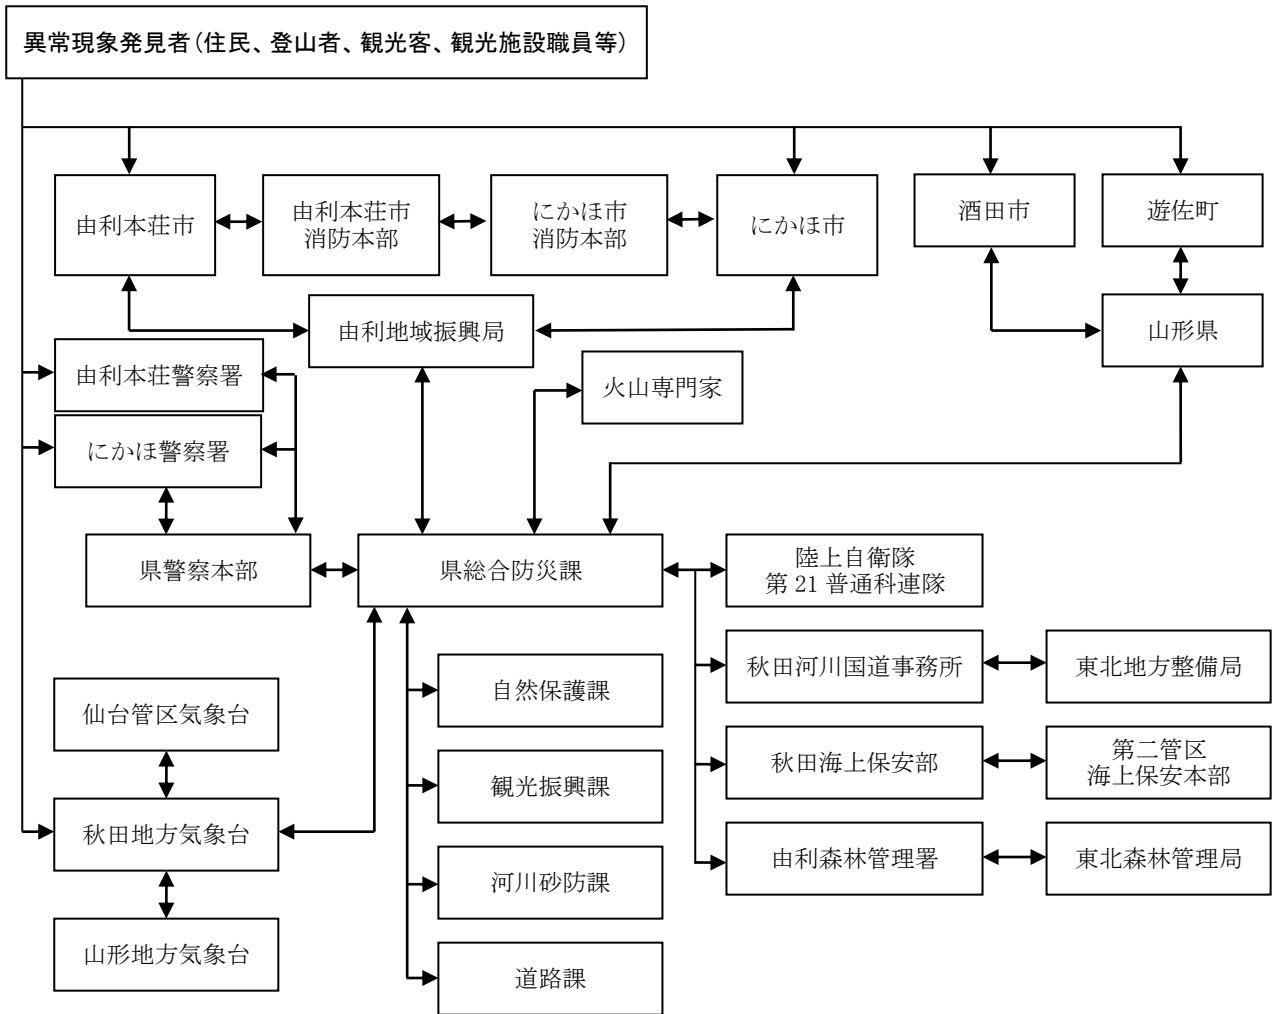 異常現象発見者(住民、登山者、観光客、観光施設職員等)
由利本荘市
由利本荘市
消防本部
にかほ市
消防本部
にかほ市
酒田市
遊佐町
由利地域振興局
山形県
由利本荘警察署
火山専門家
にかほ警察署
県警察本部
県総合防災課
陸上自衛隊
第 21 普通科連隊
秋田河川国道事務所
東北地方整備局
自然保護課
仙台管区気象台
秋田海上保安部
第二管区
海上保安本部
観光振興課
秋田地方気象台
由利森林管理署
東北森林管理局
河川砂防課
山形地方気象台
道路課